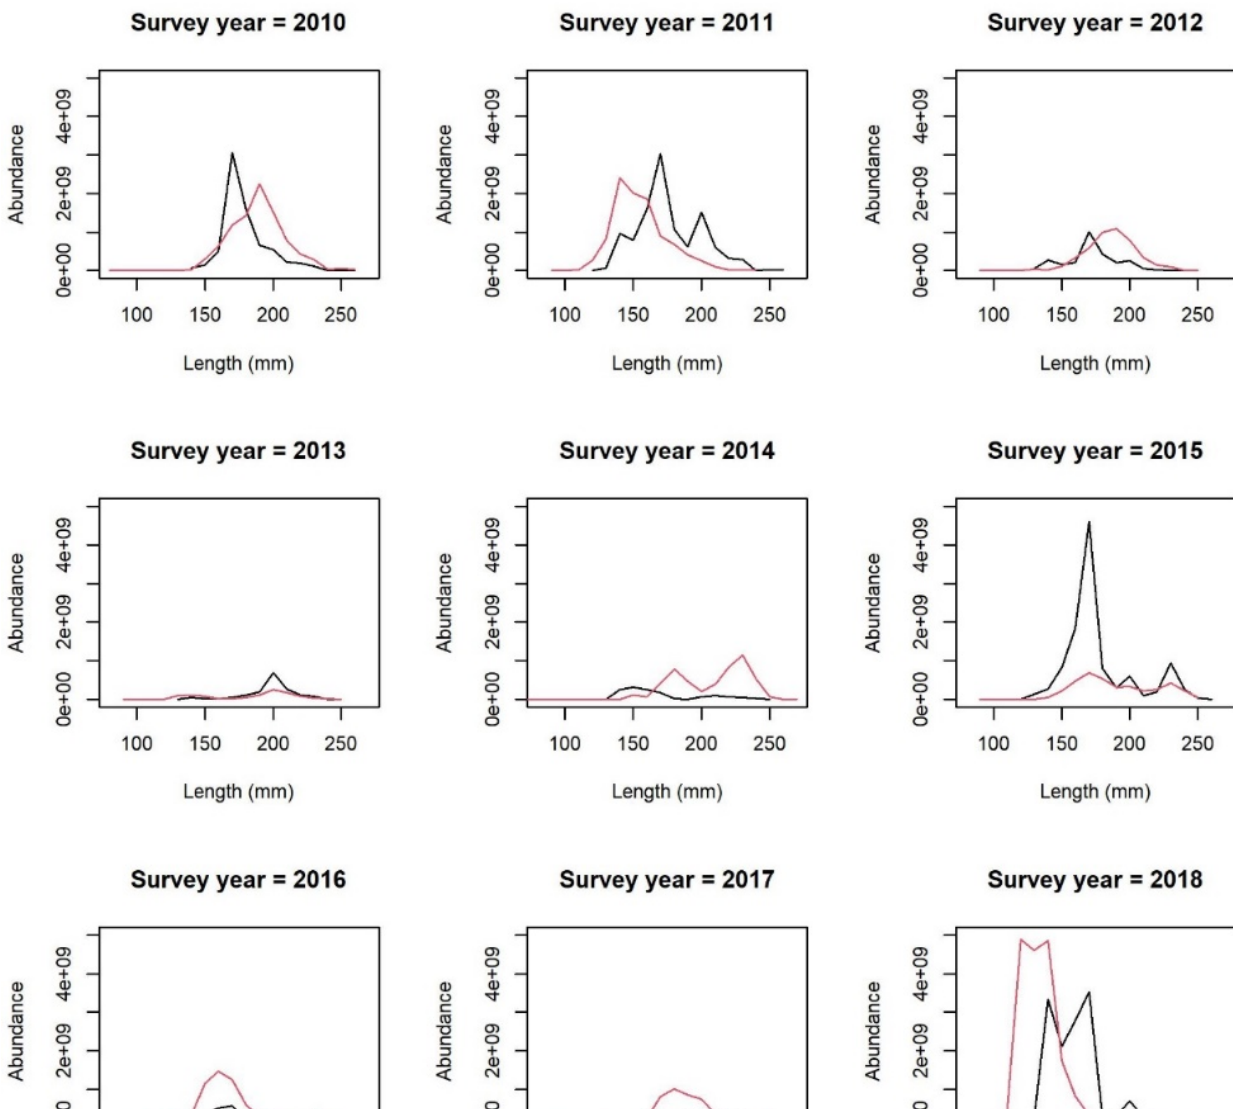 Survey year = 2010
Abundance
4e+09
2e+09
0e+00
100 150 200 250
Length (mm)
Survey year = 2011
Abundance
4e+09
2e+09
0e+00
100 150 200 250
Length (mm)
Survey year = 2012
Abundance
4e+09
2e+09
0e+00
100 150 200 250
Length (mm)
Survey year = 2013
Abundance
4e+09
2e+09
0e+00
100 150 200 250
Length (mm)
Survey year = 2014
Abundance
4e+09
2e+09
0e+00
100 150 200 250
Length (mm)
Survey year = 2015
Abundance
4e+09
2e+09
0e+00
100 150 200 250
Length (mm)
Survey year = 2016
Abundance
4e+09
2e+09
Survey year = 2017
Abundance
4e+09
2e+09
Survey year = 2018
Abundance
4e+09
2e+09